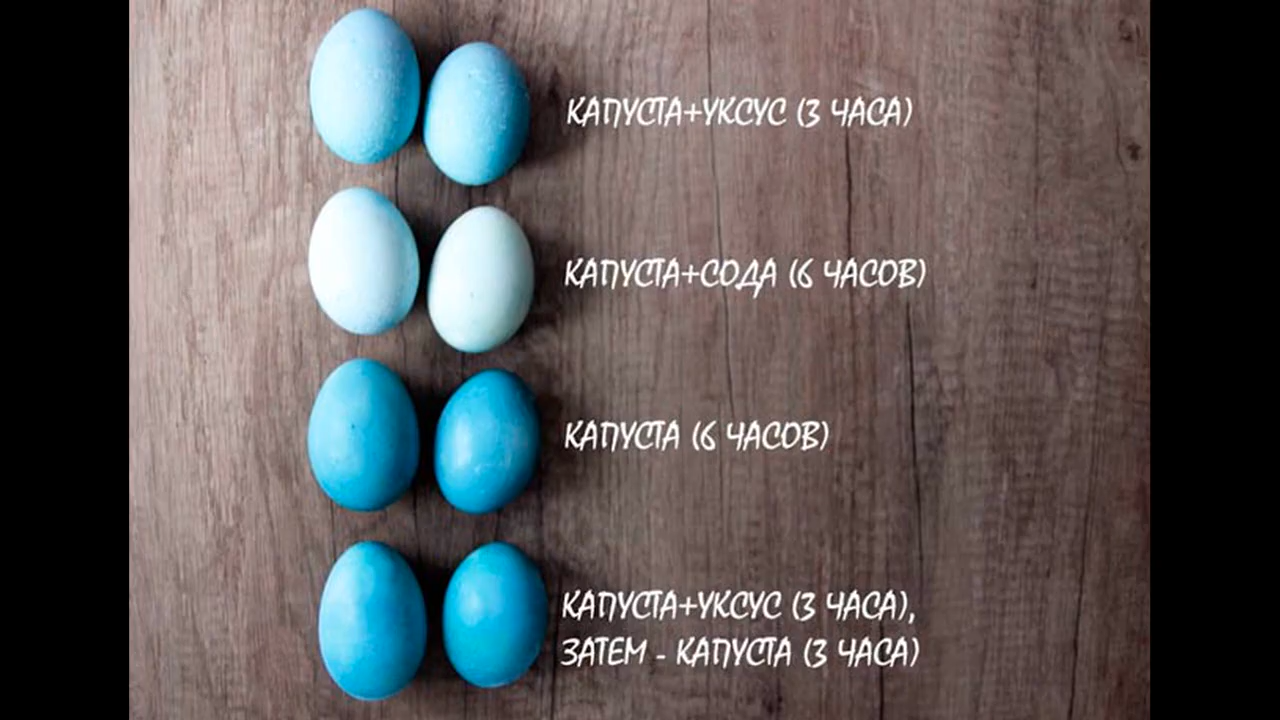 КАПУСТА+УКСУС (3 ЧАСА)
КАПУСТА+СОДА (6 ЧАСОВ)
КАПУСТА (6 ЧАСОВ)
КАПУСТА+УКСУС (3 ЧАСА),
ЗАТЕМ - КАПУСТА (3 ЧАСА)